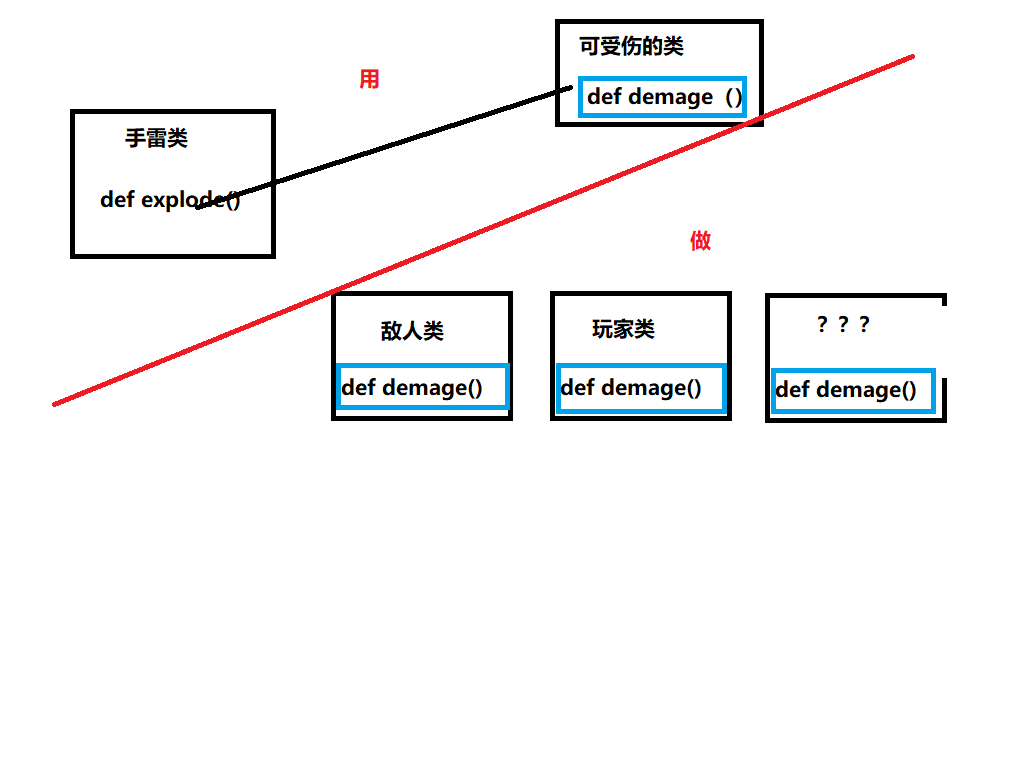 可受伤的类
def demage（）
用
手雷类
def explode()
做
敌人类
def demage()
玩家类
def demage()
？？？
def demage()